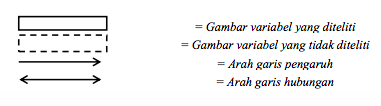 = Gambar variabel yang diteliti
= Gambar variabel yang tidak diteliti
= Arah garis pengaruh
= Arah garis hubungan